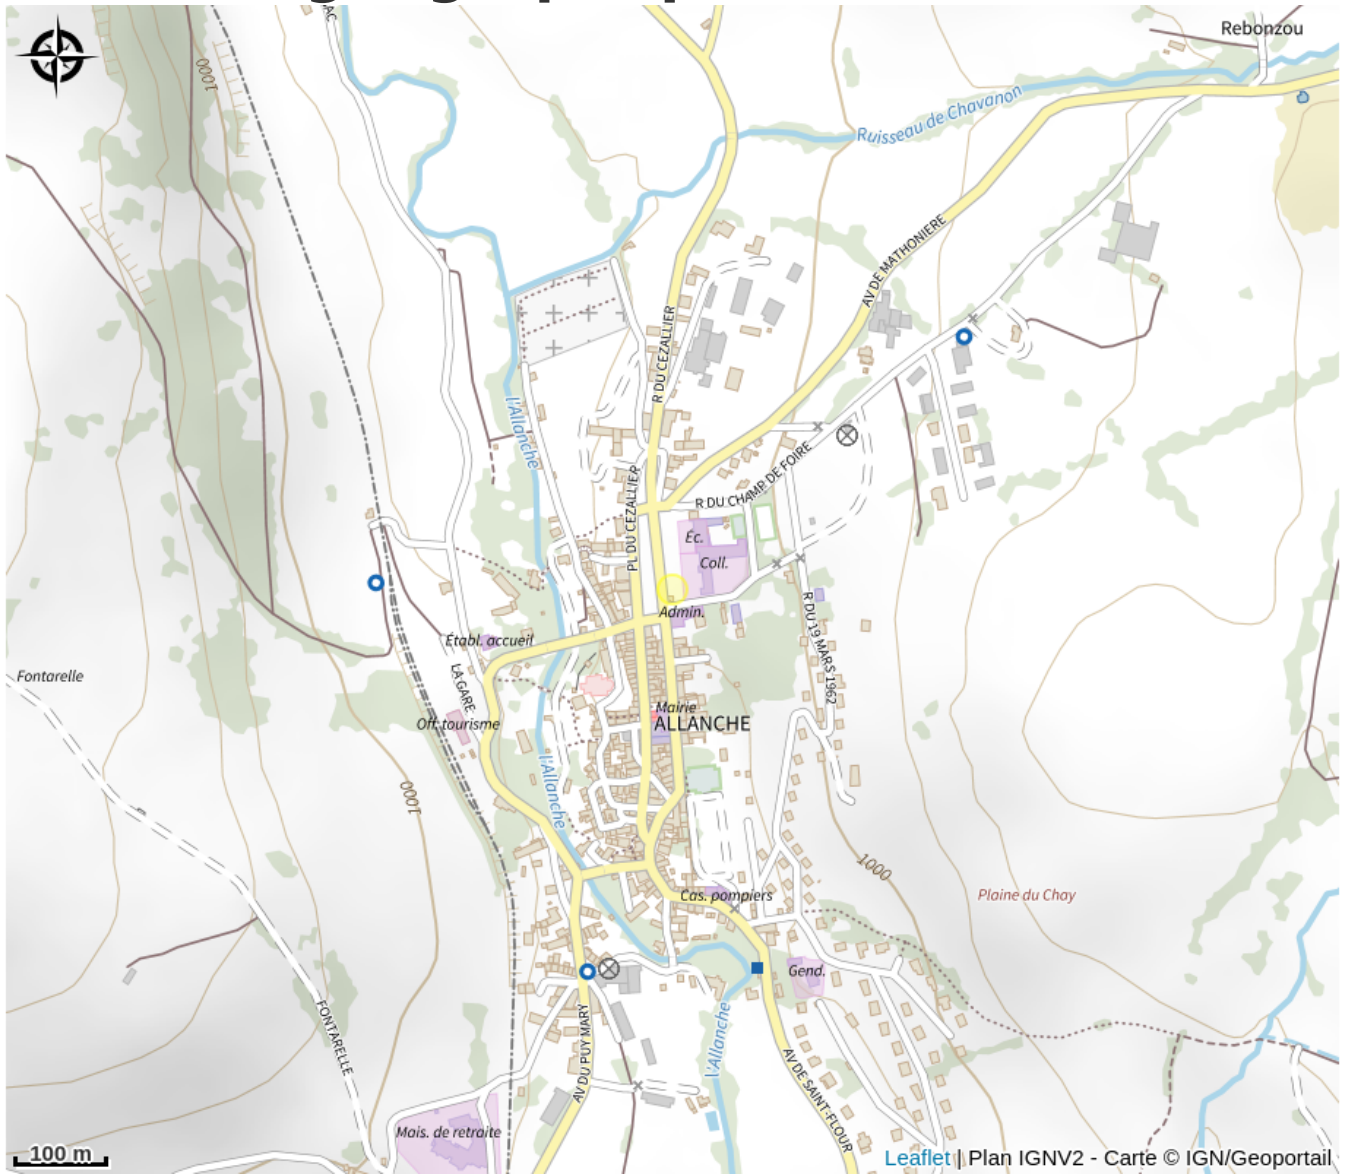 Rebonzou
AC
1000
Ruisseau de Chavanon
AV DE MATHONIERE
R DU CEZALLIER
l'Allanche
R DU CHAMP DE FOIRE
PL DU CEZALLIER
Éc.
Coll.
Admin.
R DU 19 MARS 1962
Établ. accueil
Fontarelle
LA GARE
Off. tourisme
Mairie
ALLANCHE
l'Allanche
1000
1000
Plaine du Chay
Cas. pompiers
Gend.
FONTARELLE
AV DU PUY MARY
l'Allanche
AV DE SAINT-FLOUR
Mais. de retraite
100 m
Leaflet | Plan IGNV2 - Carte © IGN/Geoportail